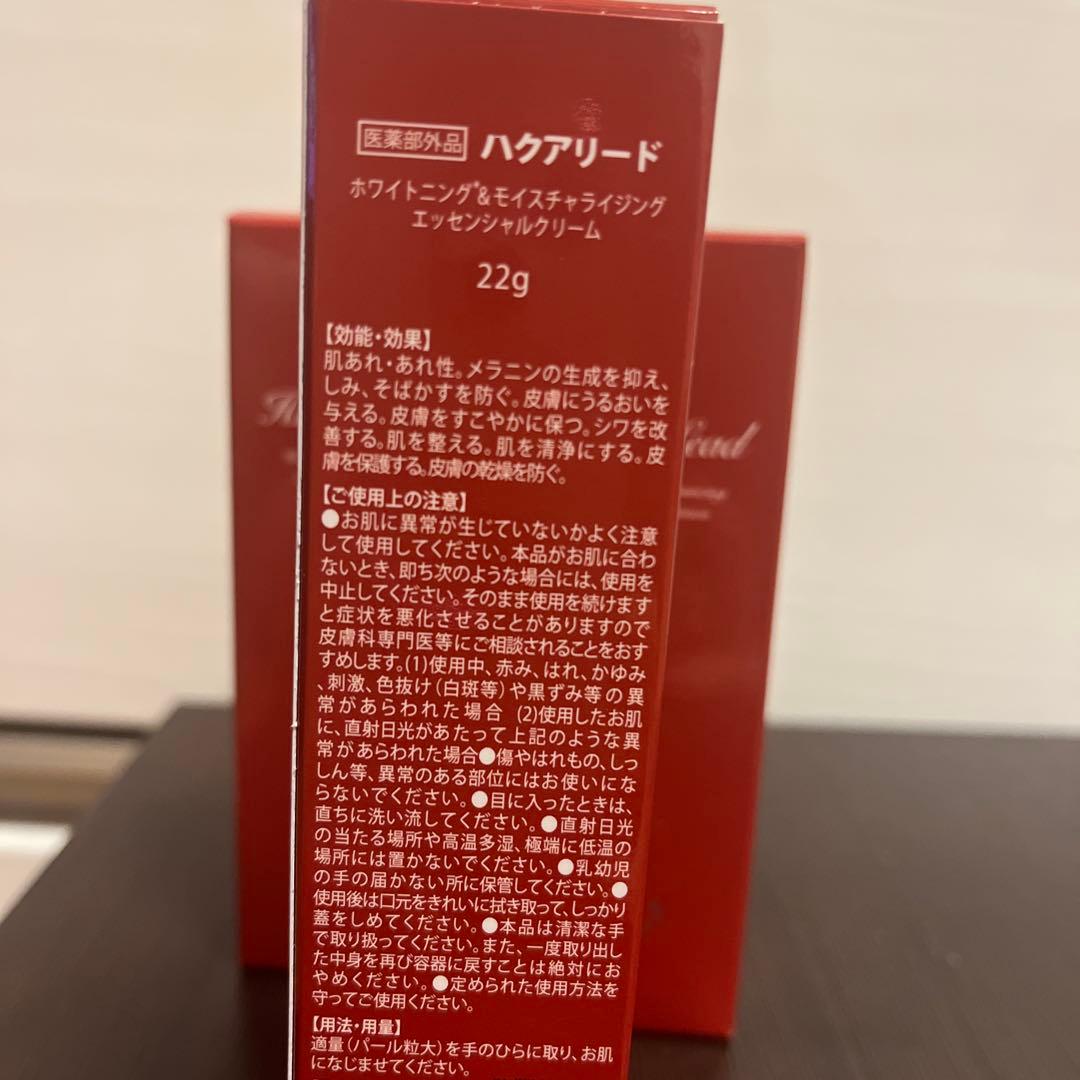 医薬部外品 ハクアリード
ホワイトニング*&モイスチャライジング
エッセンシャルクリーム
22g
【効能・効果】
肌あれ・あれ性。メラニンの生成を抑え、
しみ、そばかすを防ぐ。皮膚にうるおいを
与える。皮膚をすこやかに保つ。シワを改
善する。肌を整える。肌を清浄にする。皮
膚を保護する。皮膚の乾燥を防ぐ。
【ご使用上の注意】
●お肌に異常が生じていないかよく注意
して使用してください。本品がお肌に合わ
ないとき、即ち次のような場合には、使用を
中止してください。そのまま使用を続けます
と症状を悪化させることがありますので
皮膚科専門医等にご相談されることをおす
すめします。(1)使用中、赤み、はれ、かゆみ
、刺激、色抜け（白斑等）や黒ずみ等の異
常があらわれた場合 (2)使用したお肌
に、直射日光があたって上記のような異
常があらわれた場合●傷やはれもの、しっ
しん等、異常のある部位にはお使いにな
らないでください。●目に入ったときは、
直ちに洗い流してください。●直射日光
の当たる場所や高温多湿、極端に低温の
場所には置かないでください。●乳幼児
の手の届かない所に保管してください。●
使用後は口元をきれいに拭き取って、しっかり
蓋をしめてください。●本品は清潔な手
で取り扱ってください。また、一度取り出し
た中身を再び容器に戻すことは絶対にお
やめください。●定められた使用方法を
守ってご使用ください。
【用法・用量】
適量（パール粒大）を手のひらに取り、お肌
になじませてください。
ead